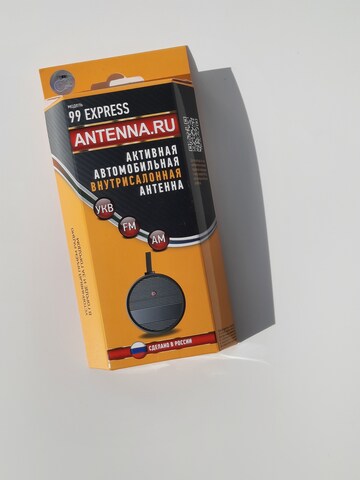 МОДЕЛЬ
99 EXPRESS
ANTENNA.RU
АКТИВНАЯ
АВТОМОБИЛЬНАЯ
ВНУТРИСАЛОННАЯ
АНТЕННА
УКВ
FM
AM
СДЕЛАНО В РОССИИ